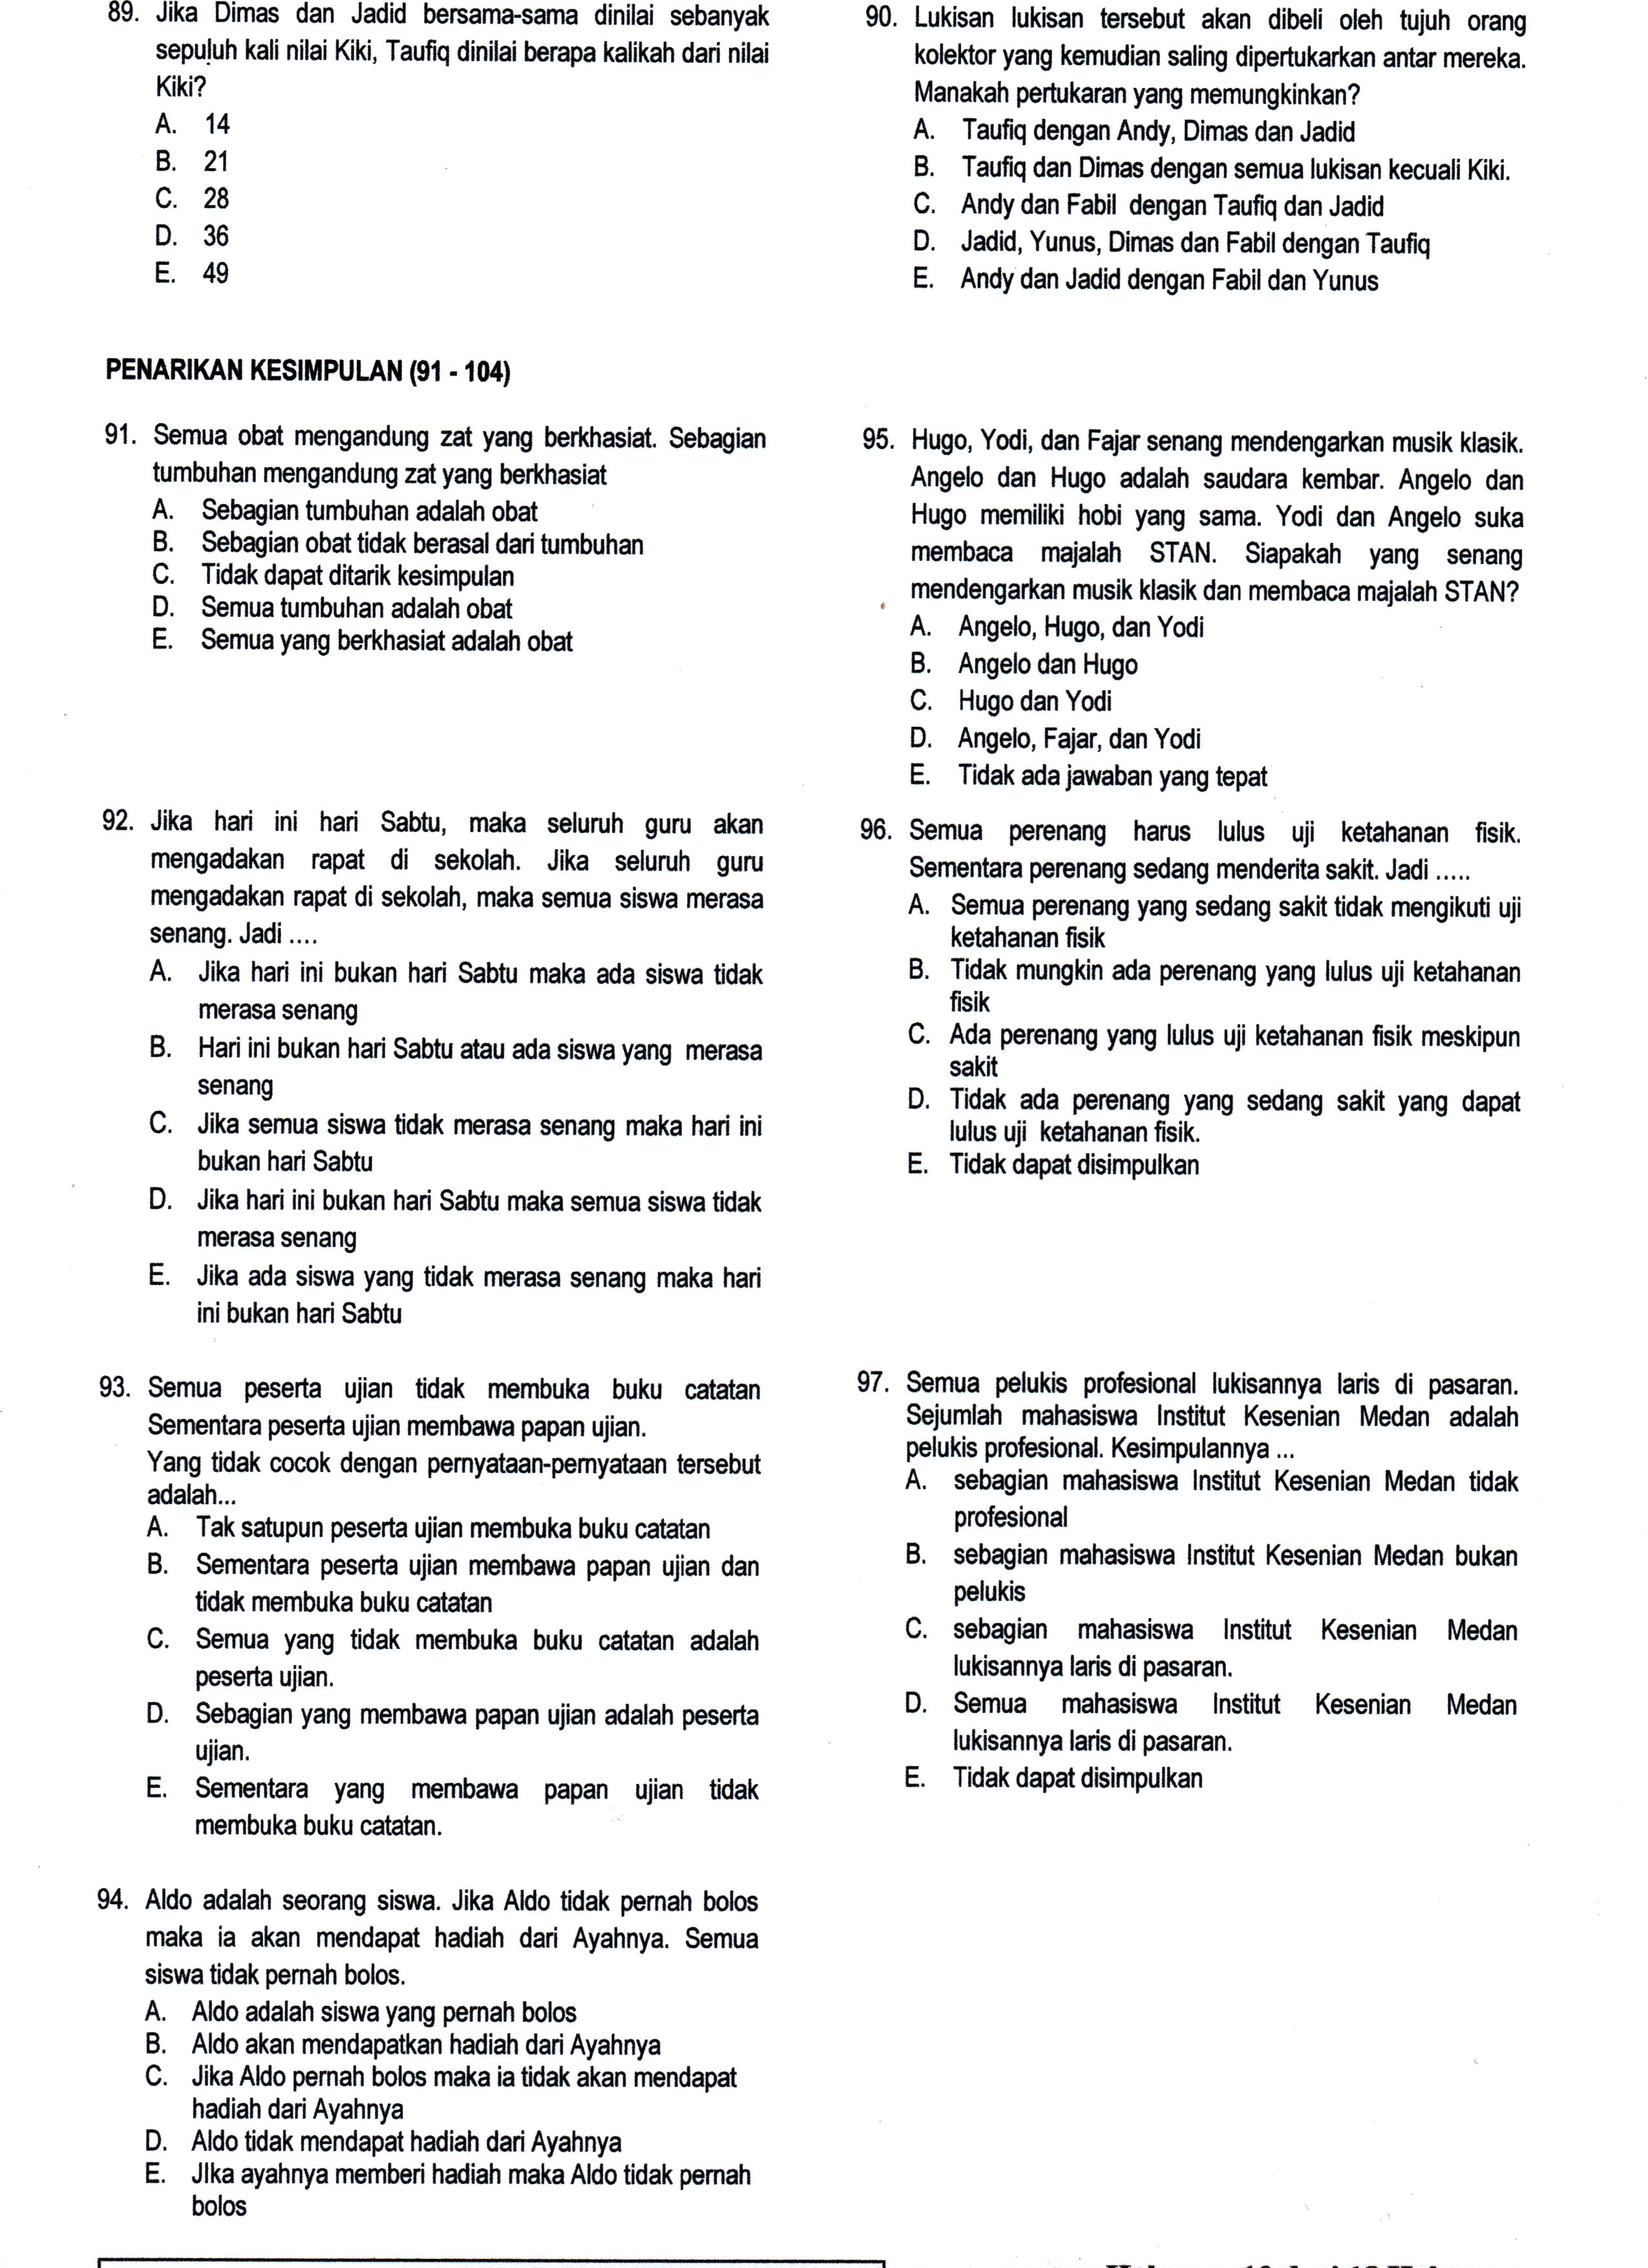 89. Jika Dimas dan Jadid bersama-sama dinilai sebanyak
sepuluh kali nilai Kiki, Taufiq dinilai berapa kalikah dari nilai
Kiki?
A. 14
B. 21
C. 28
D. 36
E. 49
90. Lukisan lukisan tersebut akan dibeli oleh tujuh orang
kolektor yang kemudian saling dipertukarkan antar mereka.
Manakah pertukaran yang memungkinkan?
A. Taufiq dengan Andy, Dimas dan Jadid
B. Taufiq dan Dimas dengan semua lukisan kecuali Kiki.
C. Andy dan Fabil dengan Taufiq dan Jadid
D. Jadid, Yunus, Dimas dan Fabil dengan Taufiq
E. Andy dan Jadid dengan Fabil dan Yunus
PENARIKAN KESIMPULAN (91 - 104)
91. Semua obat mengandung zat yang berkhasiat. Sebagian
tumbuhan mengandung zat yang berkhasiat
A. Sebagian tumbuhan adalah obat
B. Sebagian obat tidak berasal dari tumbuhan
C. Tidak dapat ditarik kesimpulan
D. Semua tumbuhan adalah obat
E. Semua yang berkhasiat adalah obat
92. Jika hari ini hari Sabtu, maka seluruh guru akan
mengadakan rapat di sekolah. Jika seluruh guru
mengadakan rapat di sekolah, maka semua siswa merasa
senang. Jadi ....
A. Jika hari ini bukan hari Sabtu maka ada siswa tidak
merasa senang
B. Hari ini bukan hari Sabtu atau ada siswa yang merasa
senang
C. Jika semua siswa tidak merasa senang maka hari ini
bukan hari Sabtu
D. Jika hari ini bukan hari Sabtu maka semua siswa tidak
merasa senang
E. Jika ada siswa yang tidak merasa senang maka hari
ini bukan hari Sabtu
93. Semua peserta ujian tidak membuka buku catatan
Sementara peserta ujian membawa papan ujian.
Yang tidak cocok dengan pernyataan-pernyataan tersebut
adalah...
A. Tak satupun peserta ujian membuka buku catatan
B. Sementara peserta ujian membawa papan ujian dan
tidak membuka buku catatan
C. Semua yang tidak membuka buku catatan adalah
peserta ujian.
D. Sebagian yang membawa papan ujian adalah peserta
ujian.
E. Sementara yang membawa papan ujian tidak
membuka buku catatan.
94. Aldo adalah seorang siswa. Jika Aldo tidak pernah bolos
maka ia akan mendapat hadiah dari Ayahnya. Semua
siswa tidak pernah bolos.
A. Aldo adalah siswa yang pernah bolos
B. Aldo akan mendapatkan hadiah dari Ayahnya
C. Jika Aldo pernah bolos maka ia tidak akan mendapat
hadiah dari Ayahnya
D. Aldo tidak mendapat hadiah dari Ayahnya
E. JIka ayahnya memberi hadiah maka Aldo tidak pernah
bolos
95. Hugo, Yodi, dan Fajar senang mendengarkan musik klasik.
Angelo dan Hugo adalah saudara kembar. Angelo dan
Hugo memiliki hobi yang sama. Yodi dan Angelo suka
membaca majalah STAN. Siapakah yang senang
mendengarkan musik klasik dan membaca majalah STAN?
A. Angelo, Hugo, dan Yodi
B. Angelo dan Hugo
C. Hugo dan Yodi
D. Angelo, Fajar, dan Yodi
E. Tidak ada jawaban yang tepat
96. Semua perenang harus lulus uji ketahanan fisik.
Sementara perenang sedang menderita sakit. Jadi .....
A. Semua perenang yang sedang sakit tidak mengikuti uji
ketahanan fisik
B. Tidak mungkin ada perenang yang lulus uji ketahanan
fisik
C. Ada perenang yang lulus uji ketahanan fisik meskipun
sakit
D. Tidak ada perenang yang sedang sakit yang dapat
lulus uji ketahanan fisik.
E. Tidak dapat disimpulkan
97. Semua pelukis profesional lukisannya laris di pasaran.
Sejumlah mahasiswa Institut Kesenian Medan adalah
pelukis profesional. Kesimpulannya ...
A. sebagian mahasiswa Institut Kesenian Medan tidak
profesional
B. sebagian mahasiswa Institut Kesenian Medan bukan
pelukis
C. sebagian mahasiswa Institut Kesenian Medan
lukisannya laris di pasaran.
D. Semua mahasiswa Institut Kesenian Medan
lukisannya laris di pasaran.
E. Tidak dapat disimpulkan